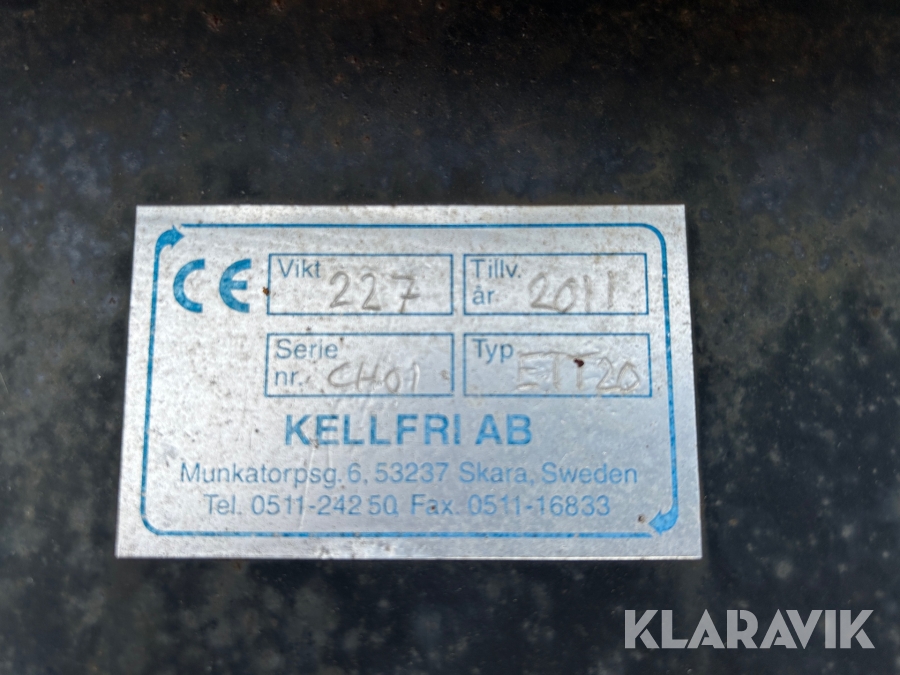 CE
Vikt 227
Tillv. år. 2011
Serie nr. CH01
Typ ETT20
KELLFRI AB
Munkatorpsg. 6, 53237 Skara, Sweden
Tel. 0511-242 50 Fax. 0511-16833
KLARAVIK